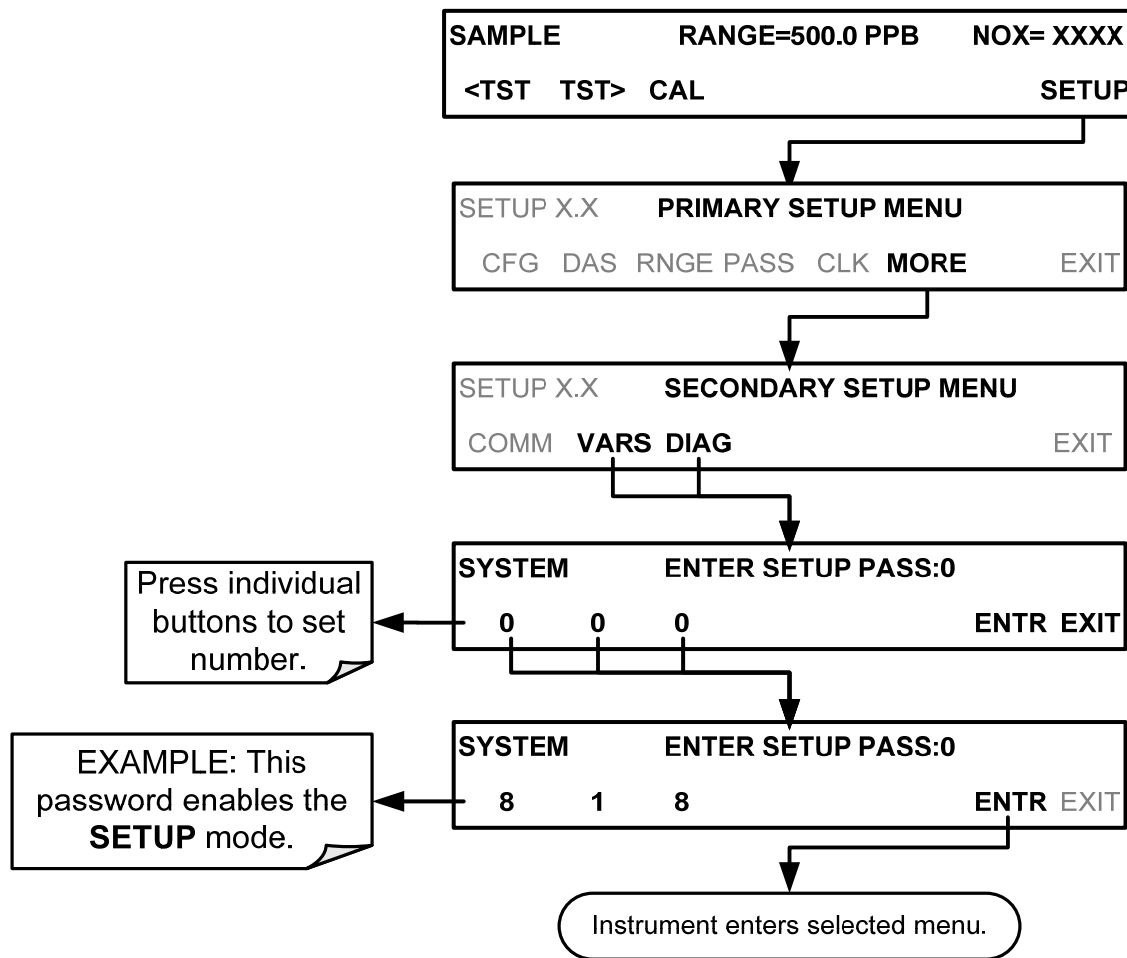 SAMPLE RANGE=500.0 PPB NOX= XXXX
<TST TST> CAL SETUP
SETUP X.X PRIMARY SETUP MENU
CFG DAS RNGE PASS CLK MORE EXIT
SETUP X.X SECONDARY SETUP MENU
COMM VARS DIAG EXIT
SYSTEM ENTER SETUP PASS:0
0 0 0 ENTR EXIT
Press individual
buttons to set
number.
SYSTEM ENTER SETUP PASS:0
8 1 8 ENTR EXIT
EXAMPLE: This
password enables the
SETUP mode.
Instrument enters selected menu.